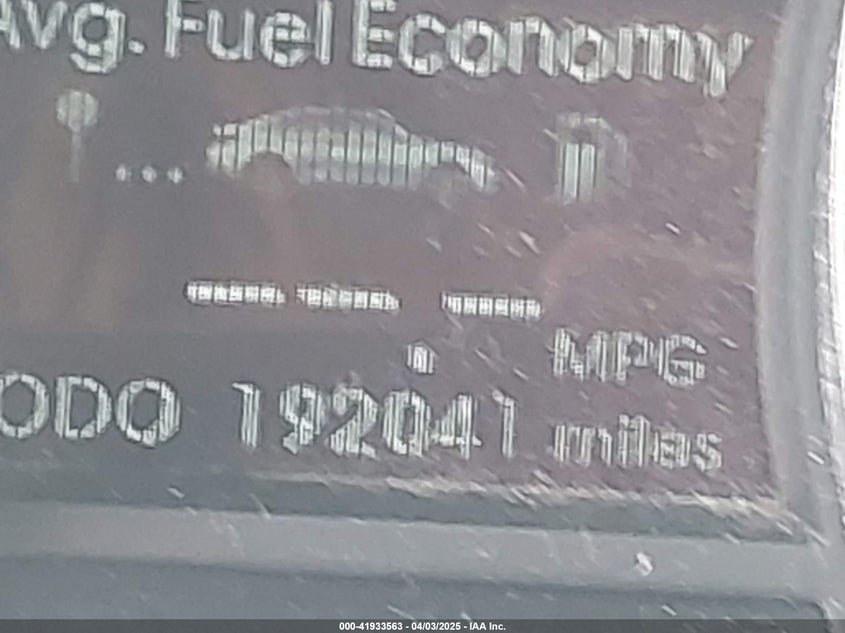 Avg. Fuel Economy
--.-
MPG
ODO 192041 miles
000-41933563 - 04/03/2025 - IAA Inc.